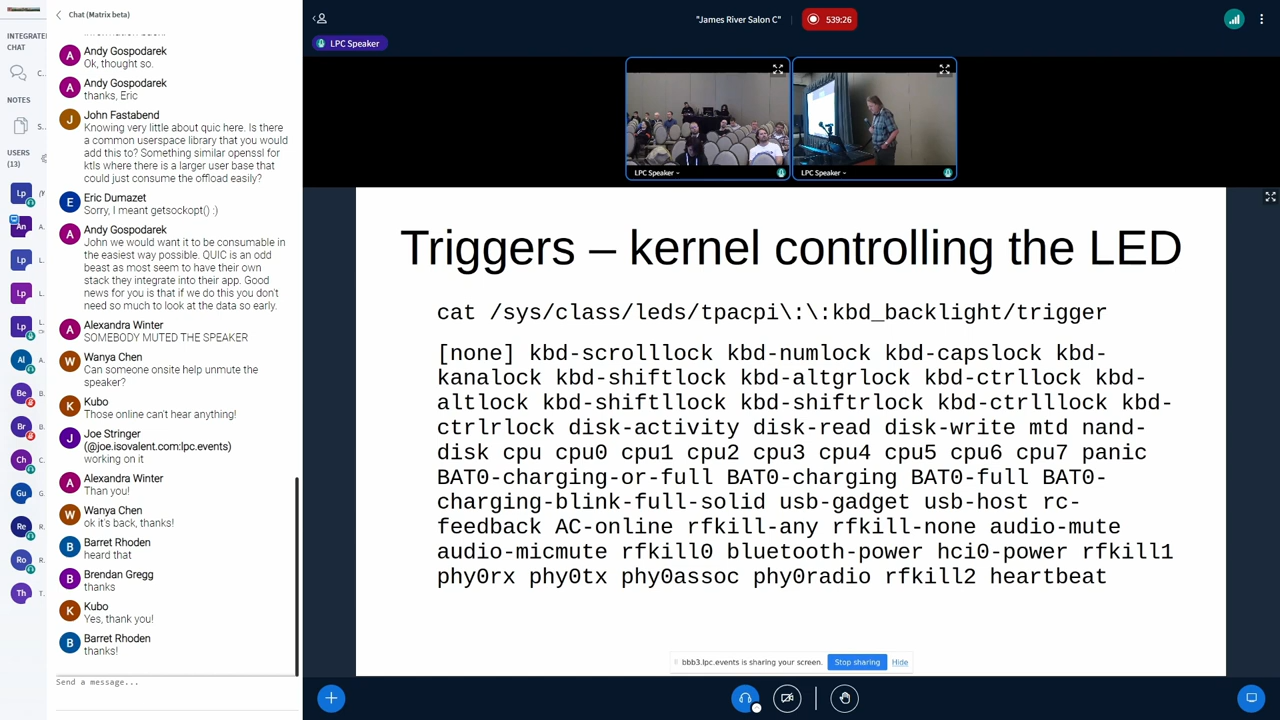 INTEGRATE
CHAT
C..
NOTES
S...
USERS
(13)
Lp
An
A.
Lp
L.
Lp
L.
Lp
Al
A.
Be
B.
Br
Ch
C.
Gu
G.
Re
R.
Ro
Th
T.
Chat (Matrix beta)
A
Andy Gospodarek
Ok, thought so.
A
Andy Gospodarek
thanks, Eric
J
John Fastabend
Knowing very little about quic here. Is there
a common userspace library that you would
add this to? Something similar openssl for
ktls where there is a larger user base that
could just consume the offload easily?
E
Eric Dumazet
Sorry, I meant getsockopt() :)
A
Andy Gospodarek
John we would want it to be consumable in
the easiest way possible. QUIC is an odd
beast as most seem to have their own
stack they integrate into their app. Good
news for you is that if we do this you don't
need so much to look at the data so early.
A
Alexandra Winter
SOMEBODY MUTED THE SPEAKER
W
Wanya Chen
Can someone onsite help unmute the
speaker?
K
Kubo
Those online can't hear anything!
J
Joe Stringer
(@joe.isovalent.com:lpc.events)
working on it
A
Alexandra Winter
Than you!
W
Wanya Chen
ok it's back, thanks!
B
Barret Rhoden
heard that
B
Brendan Gregg
thanks
K
Kubo
Yes, thank you!
B
Barret Rhoden
thanks!
Send a message...
"James River Salon C"
539:26
LPC Speaker
LPC Speaker
LPC Speaker
Triggers – kernel controlling the LED
cat /sys/class/leds/tpacpi\:\:kbd_backlight/trigger
[none] kbd-scrolllock kbd-numlock kbd-capslock kbd-
kanalock kbd-shiftlock kbd-altgrlock kbd-ctrllock kbd-
altlock kbd-shiftllock kbd-shiftrlock kbd-ctrlllock kbd-
ctrlrlock disk-activity disk-read disk-write mtd nand-
disk cpu cpu0 cpu1 cpu2 cpu3 cpu4 cpu5 cpu6 cpu7 panic
BAT0-charging-or-full BAT0-charging BAT0-full BAT0-
charging-blink-full-solid usb-gadget usb-host rc-
feedback AC-online rfkill-any rfkill-none audio-mute
audio-micmute rfkill0 bluetooth-power hci0-power rfkill1
phy0rx phy0tx phy0assoc phy0radio rfkill2 heartbeat
bbb3.lpc.events is sharing your screen.
Stop sharing
Hide